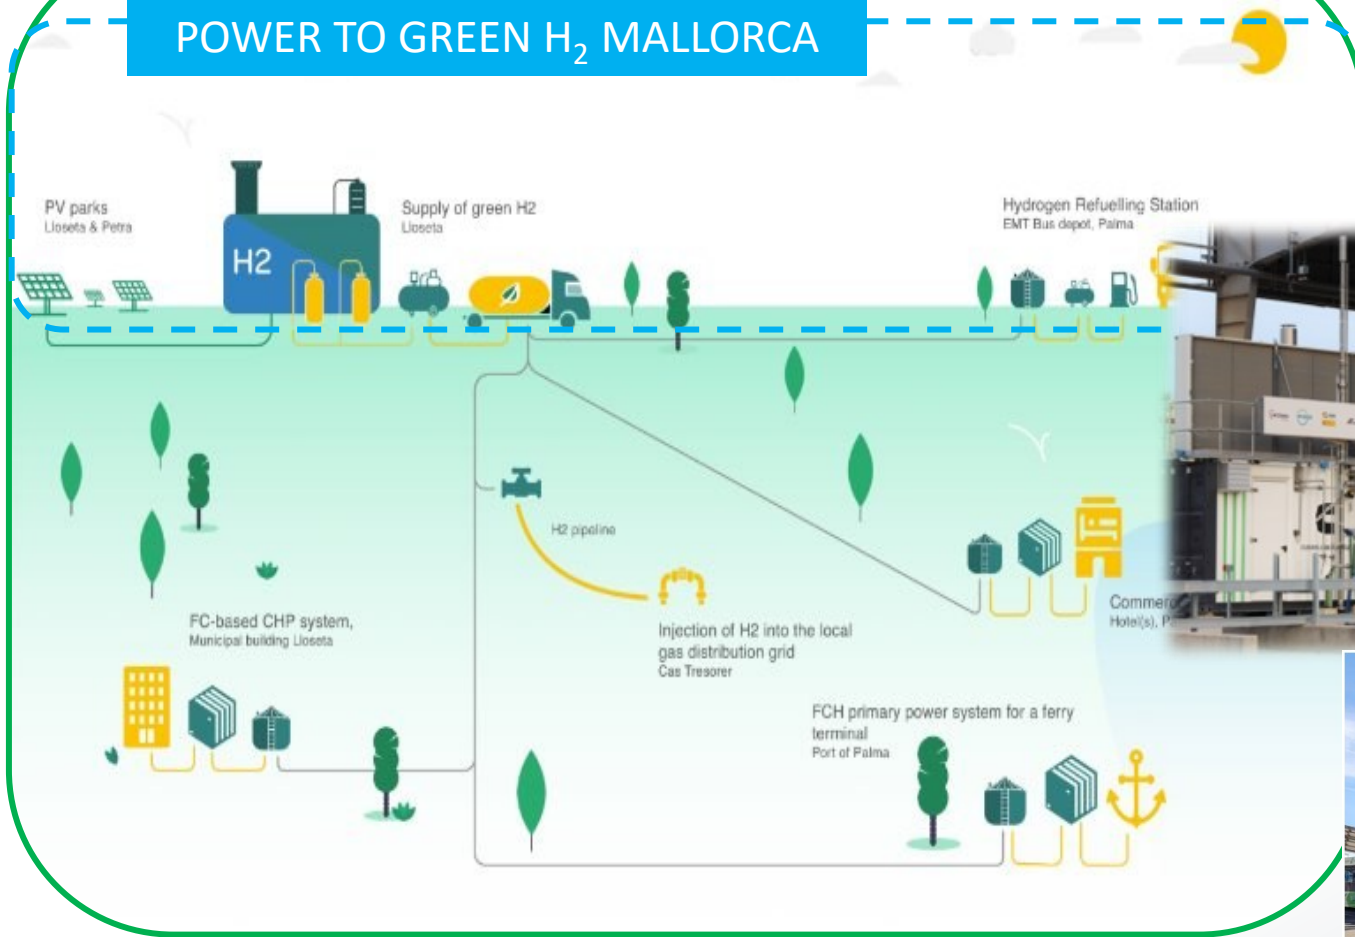 POWER TO GREEN H₂ MALLORCA
PV parks
Lloseta & Petra
H2
Supply of green H2
Lloseta
Hydrogen Refuelling Station
EMT Bus depot, Palma
H2 pipeline
FC-based CHP system,
Municipal building Lloseta
Injection of H2 into the local
gas distribution grid
Cas Tresorer
Commerc
Hotel(s), P
FCH primary power system for a ferry
terminal
Port of Palma